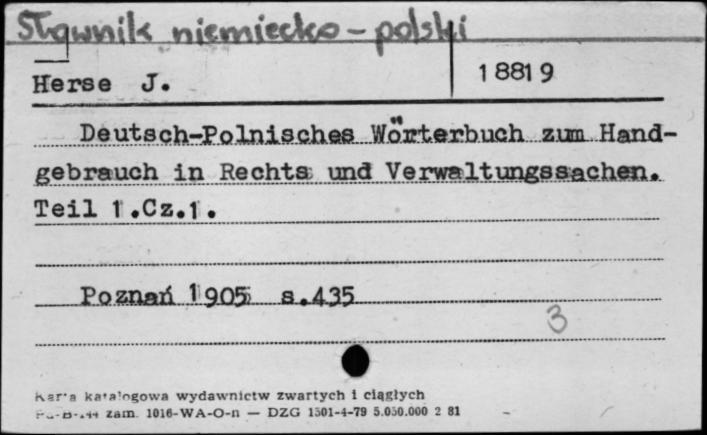 Słownik niemiecko-polski
Herse J.
18819
Deutsch-Polnisches Wörterbuch zum Hand-
gebrauch in Rechts und Verwaltungssachen.
Teil 1.Cz.1.
Poznań 1905 s.435
3
Karta katalogowa wydawnictw zwartych i ciągłych
zam. 1016-WA-O-n — DZG 1301-4-79 5.050.000 2 81